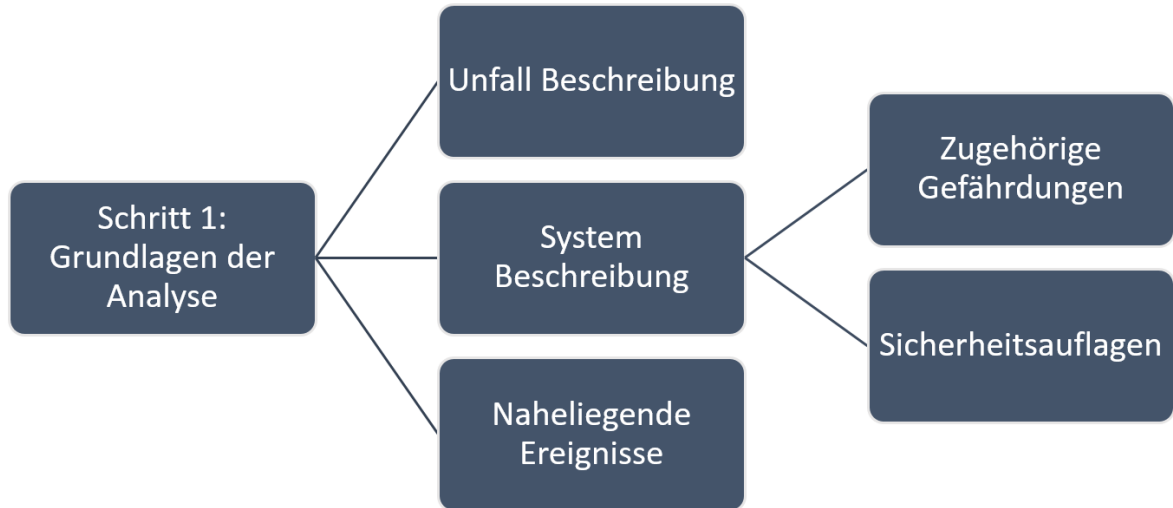 Schritt 1:
Grundlagen der
Analyse
Unfall Beschreibung
System
Beschreibung
Naheliegende
Ereignisse
Zugehörige
Gefährdungen
Sicherheitsauflagen